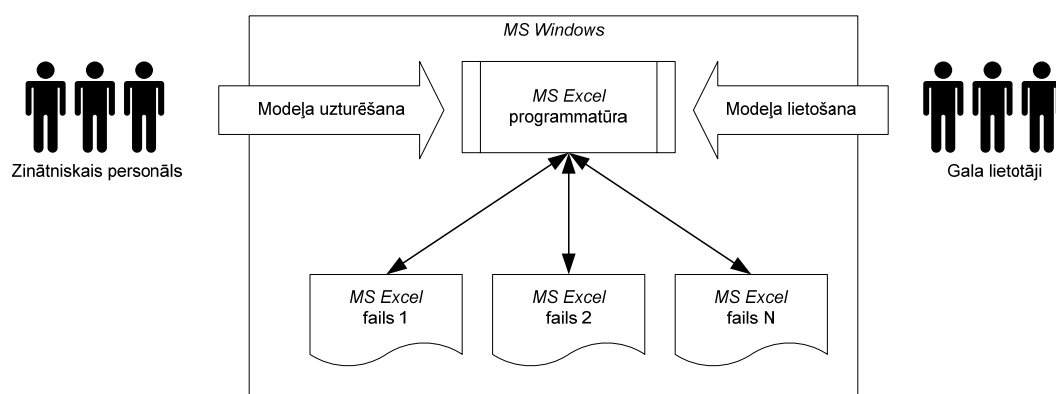 MS Windows
MS Excel
programmatūra
Modeļa uzturēšana
Modeļa lietošana
Zinātniskais personāls
Gala lietotāji
MS Excel
fails 1
MS Excel
fails 2
MS Excel
fails N